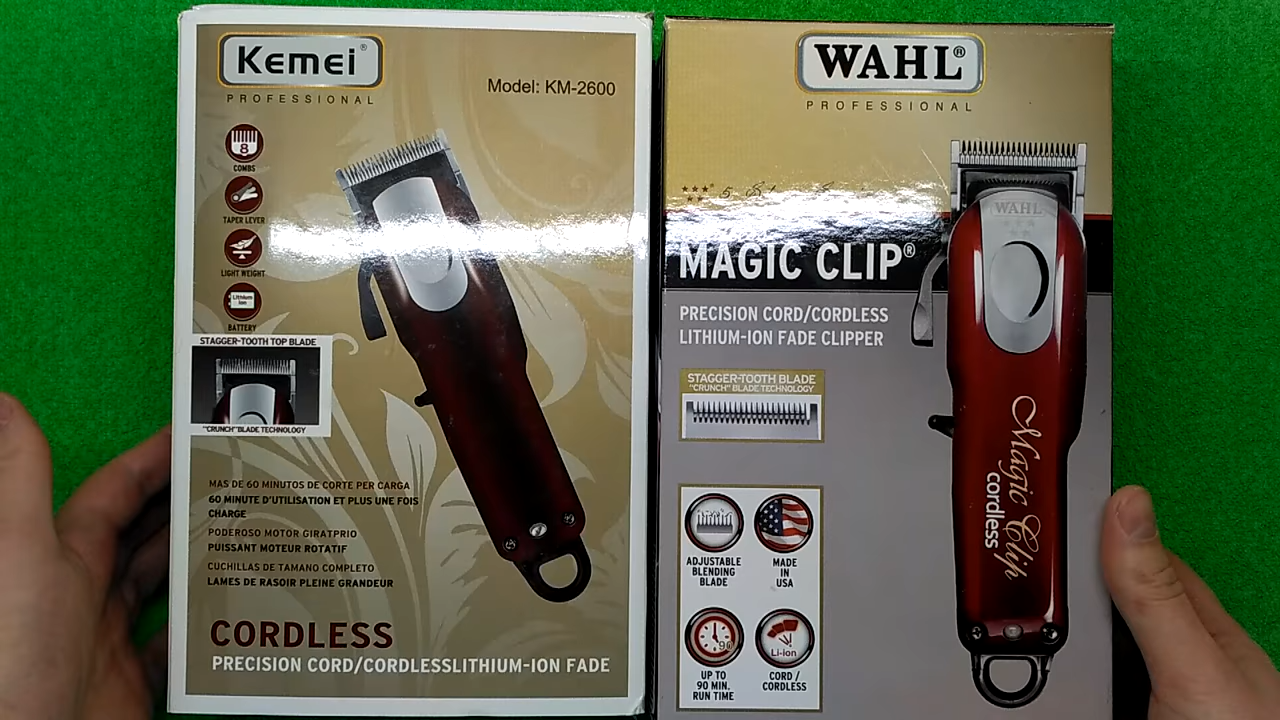 Kemei®
PROFESSIONAL
Model: KM-2600
8
COMBS
TAPER LEVER
LIGHT WEIGHT
Lithium
ion
BATTERY
STAGGER-TOOTH TOP BLADE
"CRUNCH"BLADE TECHNOLOGY
MAS DE 60 MINUTOS DE CORTE PER CARGA
60 MINUTE D'UTILISATION ET PLUS UNE FOIS
CHARGE
PODEROSO MOTOR GIRATPRIO
PUISSANT MOTEUR ROTATIF
CUCHILLAS DE TAMANO COMPLETO
LAMES DE RASOIR PLEINE GRANDEUR
CORDLESS
PRECISION CORD/CORDLESSLITHIUM-ION FADE
WAHL®
PROFESSIONAL
WAHL
MAGIC CLIP®
PRECISION CORD/CORDLESS
LITHIUM-ION FADE CLIPPER
STAGGER-TOOTH BLADE
"CRUNCH" BLADE TECHNOLOGY
Magic Clip
cordless
ADJUSTABLE
BLENDING
BLADE
MADE
IN
USA
90
UP TO
90 MIN.
RUN TIME
Li-ion
CORD /
CORDLESS